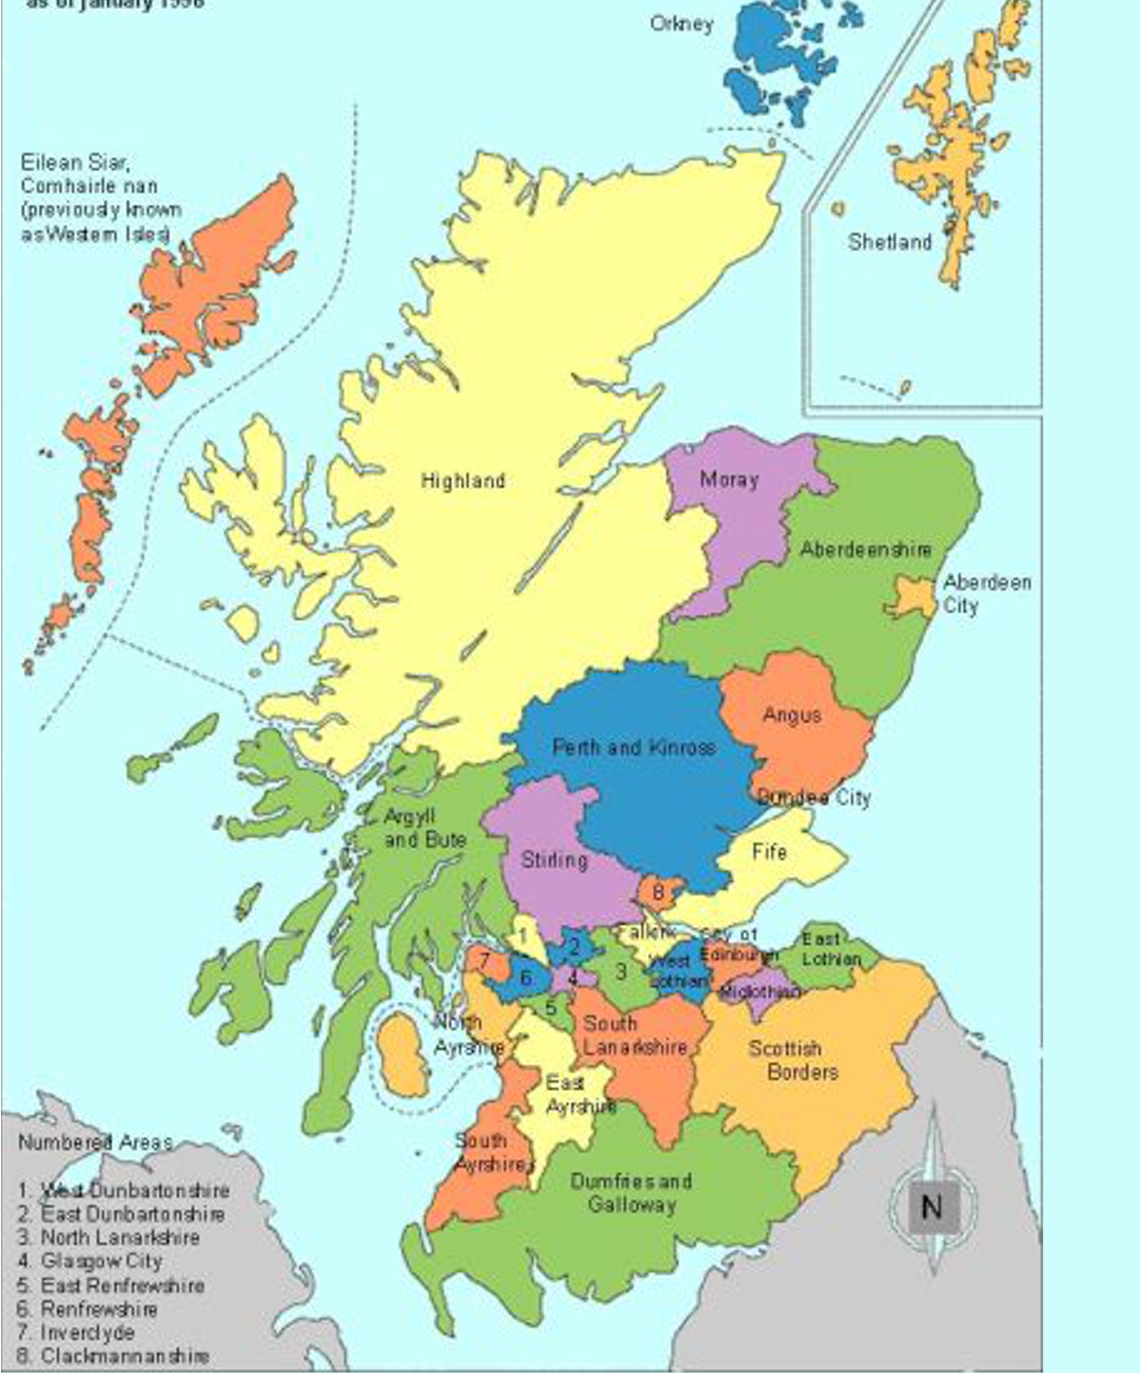 as of January 1996
Orkney
Eilean Siar,
Comhairle nan
(previously known
as Western Isles)
Shetland
Highland
Moray
Aberdeenshire
Aberdeen
City
Angus
Perth and Kinross
Dundee City
Argyll
and Bute
Stirling
Fife
8
1
2
Falkirk
City of
Edinburgh
East
Lothian
7
6
4
3
West
Lothian
Midlothian
5
North
Ayrshire
South
Lanarkshire
Scottish
Borders
East
Ayrshire
South
Ayrshire
Dumfries and
Galloway
N
Numbered Areas
1. West Dunbartonshire
2. East Dunbartonshire
3. North Lanarkshire
4. Glasgow City
5. East Renfrewshire
6. Renfrewshire
7. Inverclyde
8. Clackmannanshire